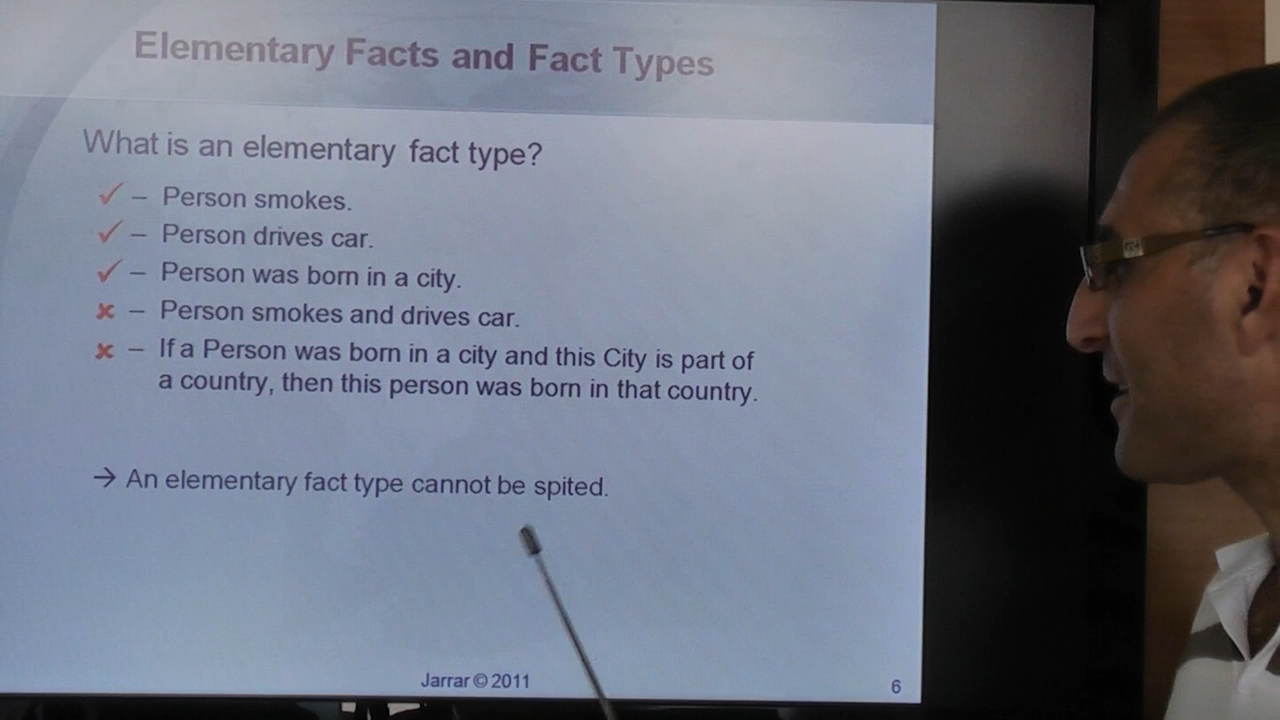 Elementary Facts and Fact Types
What is an elementary fact type?
✓ – Person smokes.
✓ – Person drives car.
✓ – Person was born in a city.
✗ – Person smokes and drives car.
✗ – If a Person was born in a city and this City is part of
a country, then this person was born in that country.
→ An elementary fact type cannot be spited.
Jarrar © 2011
6